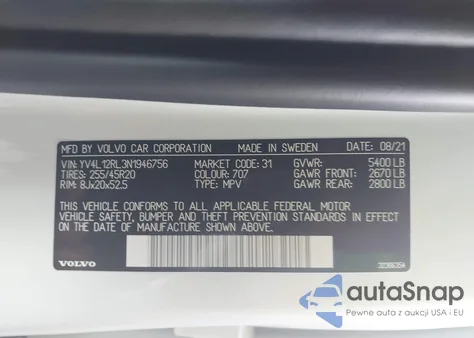 MFD. BY VOLVO CAR CORPORATION MADE IN SWEDEN DATE 08/21
VIN: YV4L12RL3N1946756 MARKET CODE: 31 GVWR: 5400 LB
TIRES: 255/45R20 COLOUR: 707 GAWR FRONT: 2670 LB
RIM: 8Jx20x52.5 TYPE: MPV GAWR REAR: 2800 LB
THIS VEHICLE CONFORMS TO ALL APPLICABLE FEDERAL MOTOR
VEHICLE SAFETY, BUMPER AND THEFT PREVENTION STANDARDS IN EFFECT ON THE
DATE OF MANUFACTURE SHOWN ABOVE.
VOLVO
autoSnap
Pewne auta z aukcji USA i EU